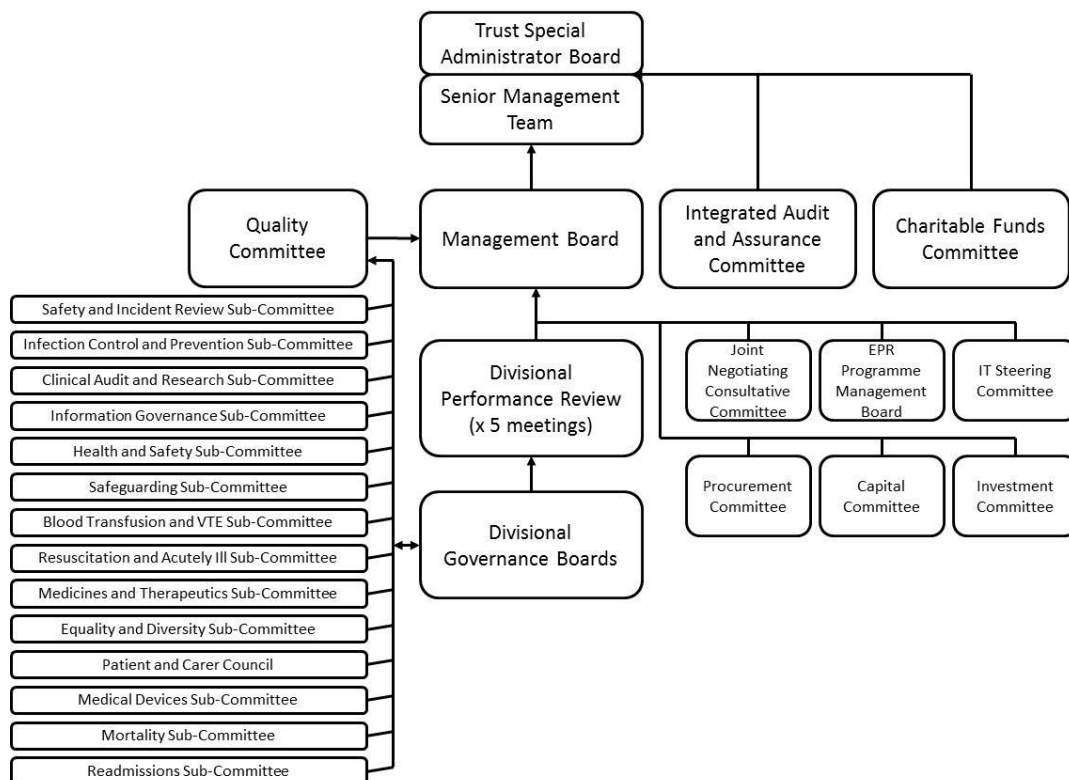 Trust Special
Administrator Board
Senior Management
Team
Quality
Committee
Management Board
Integrated Audit
and Assurance
Committee
Charitable Funds
Committee
Safety and Incident Review Sub-Committee
Infection Control and Prevention Sub-Committee
Clinical Audit and Research Sub-Committee
Information Governance Sub-Committee
Health and Safety Sub-Committee
Safeguarding Sub-Committee
Blood Transfusion and VTE Sub-Committee
Resuscitation and Acutely Ill Sub-Committee
Medicines and Therapeutics Sub-Committee
Equality and Diversity Sub-Committee
Patient and Carer Council
Medical Devices Sub-Committee
Mortality Sub-Committee
Readmissions Sub-Committee
Divisional
Performance Review
(x 5 meetings)
Divisional
Governance Boards
Joint
Negotiating
Consultative
Committee
EPR
Programme
Management
Board
IT Steering
Committee
Procurement
Committee
Capital
Committee
Investment
Committee